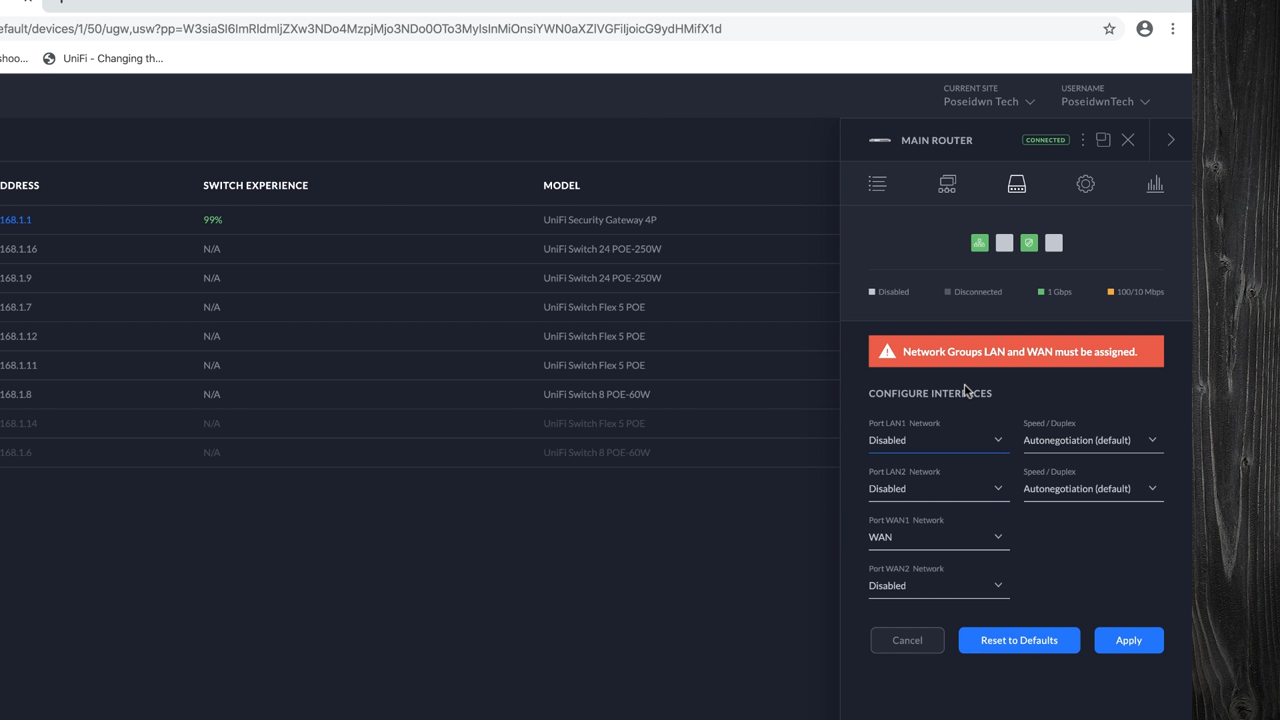 efault/devices/1/50/ugw,usw?pp=W3siaSI6ImRldmljZXw3NDo4MzpjMjo3NDo0OTo3MyIsInMiOnsiYWN0aXZlVGFiIjoicG9ydHMifX1d
shoo... UniFi - Changing th...
CURRENT SITE USERNAME
Poseidwn Tech PoseidwnTech
MAIN ROUTER CONNECTED
DDRESS SWITCH EXPERIENCE MODEL
168.1.1 99% UniFi Security Gateway 4P
168.1.16 N/A UniFi Switch 24 POE-250W
168.1.9 N/A UniFi Switch 24 POE-250W
168.1.7 N/A UniFi Switch Flex 5 POE
168.1.12 N/A UniFi Switch Flex 5 POE
168.1.11 N/A UniFi Switch Flex 5 POE
168.1.8 N/A UniFi Switch 8 POE-60W
168.1.14 N/A UniFi Switch Flex 5 POE
168.1.6 N/A UniFi Switch 8 POE-60W
Disabled Disconnected 1 Gbps 100/10 Mbps
Network Groups LAN and WAN must be assigned.
CONFIGURE INTERFACES
Port LAN1 Network Speed / Duplex
Disabled Autonegotiation (default)
Port LAN2 Network Speed / Duplex
Disabled Autonegotiation (default)
Port WAN1 Network
WAN
Port WAN2 Network
Disabled
Cancel Reset to Defaults Apply